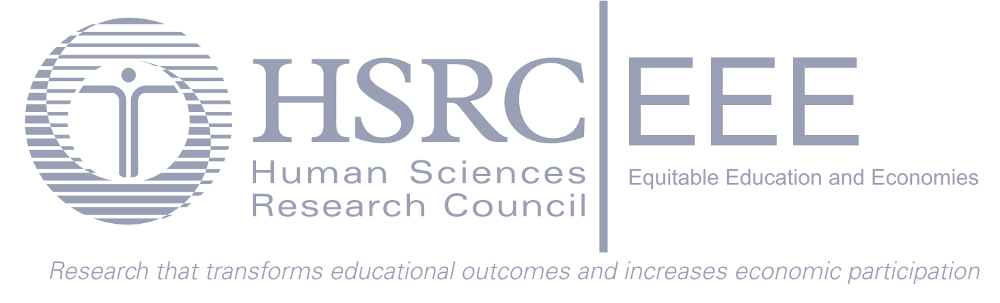 HSRC
Human Sciences
Research Council
EEE
Equitable Education and Economies
Research that transforms educational outcomes and increases economic participation